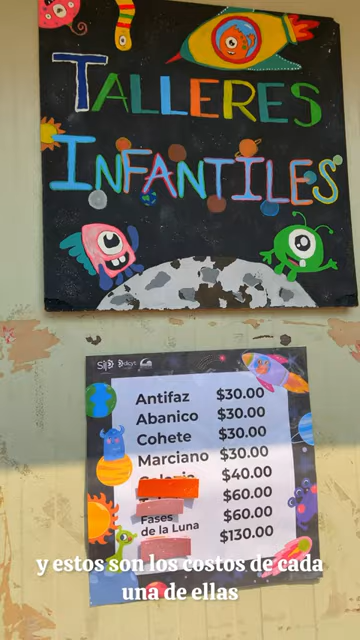 TALLERES
INFANTILES
Antifaz $30.00
Abanico $30.00
Cohete $30.00
Marciano $30.00
$40.00
$60.00
Fases de la Luna $60.00
$130.00
y estos son los costos de cada
una de ellas